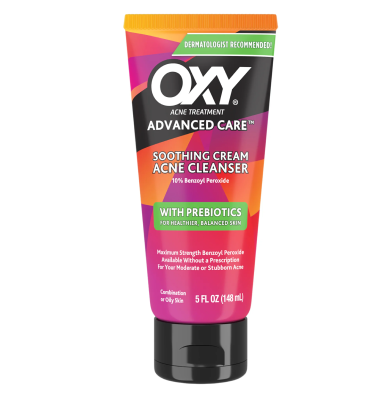 DERMATOLOGIST RECOMMENDED!
OXY®
ACNE TREATMENT
ADVANCED CARE™
SOOTHING CREAM
ACNE CLEANSER
10% Benzoyl Peroxide
WITH PREBIOTICS
FOR HEALTHIER, BALANCED SKIN
Maximum Strength Benzoyl Peroxide
Available Without a Prescription
For Your Moderate or Stubborn Acne
Combination
or Oily Skin
5 FL OZ (148 mL)